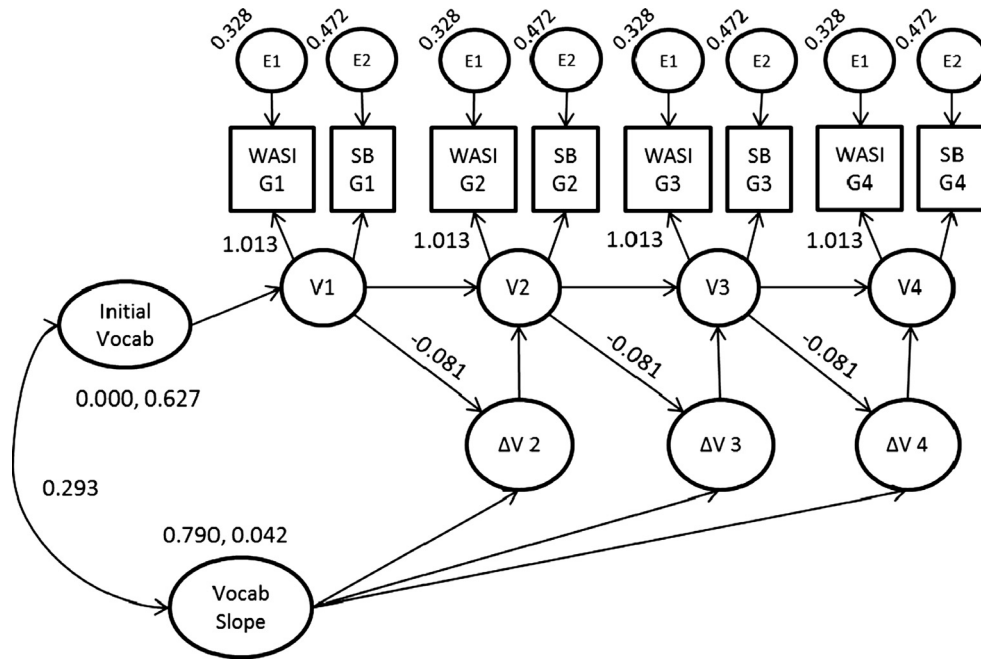 0.328 0.472 0.328 0.472 0.328 0.472 0.328 0.472
E1 E2 E1 E2 E1 E2 E1 E2
WASI SB WASI SB WASI SB WASI SB
G1 G1 G2 G2 G3 G3 G4 G4
1.013 1.013 1.013 1.013
V1 V2 V3 V4
Initial
Vocab
-0.081 -0.081 -0.081
0.000, 0.627
ΔV 2 ΔV 3 ΔV 4
0.293
0.790, 0.042
Vocab
Slope